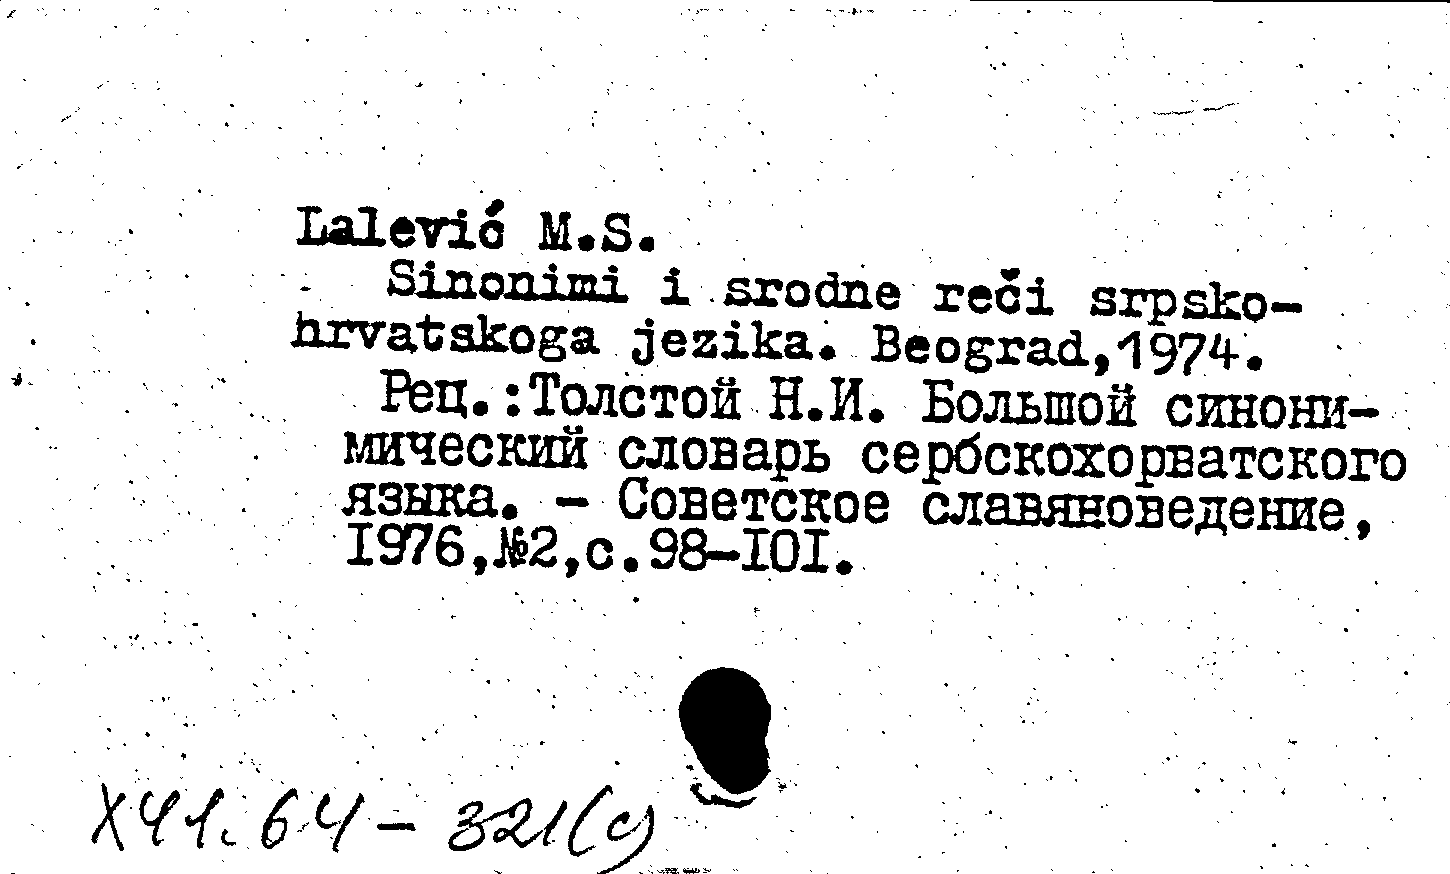 Lalević M.S.
Sinonimi i srodne reči srpsko-
hrvatskoga jezika. Beograd,1974.
Рец.:Толстой Н.И. Большой синони-
мический словарь сербскохорватского
языка. – Советское славяноведение,
I976,№2,с.98–IOI.
X41.64 – 321(с)